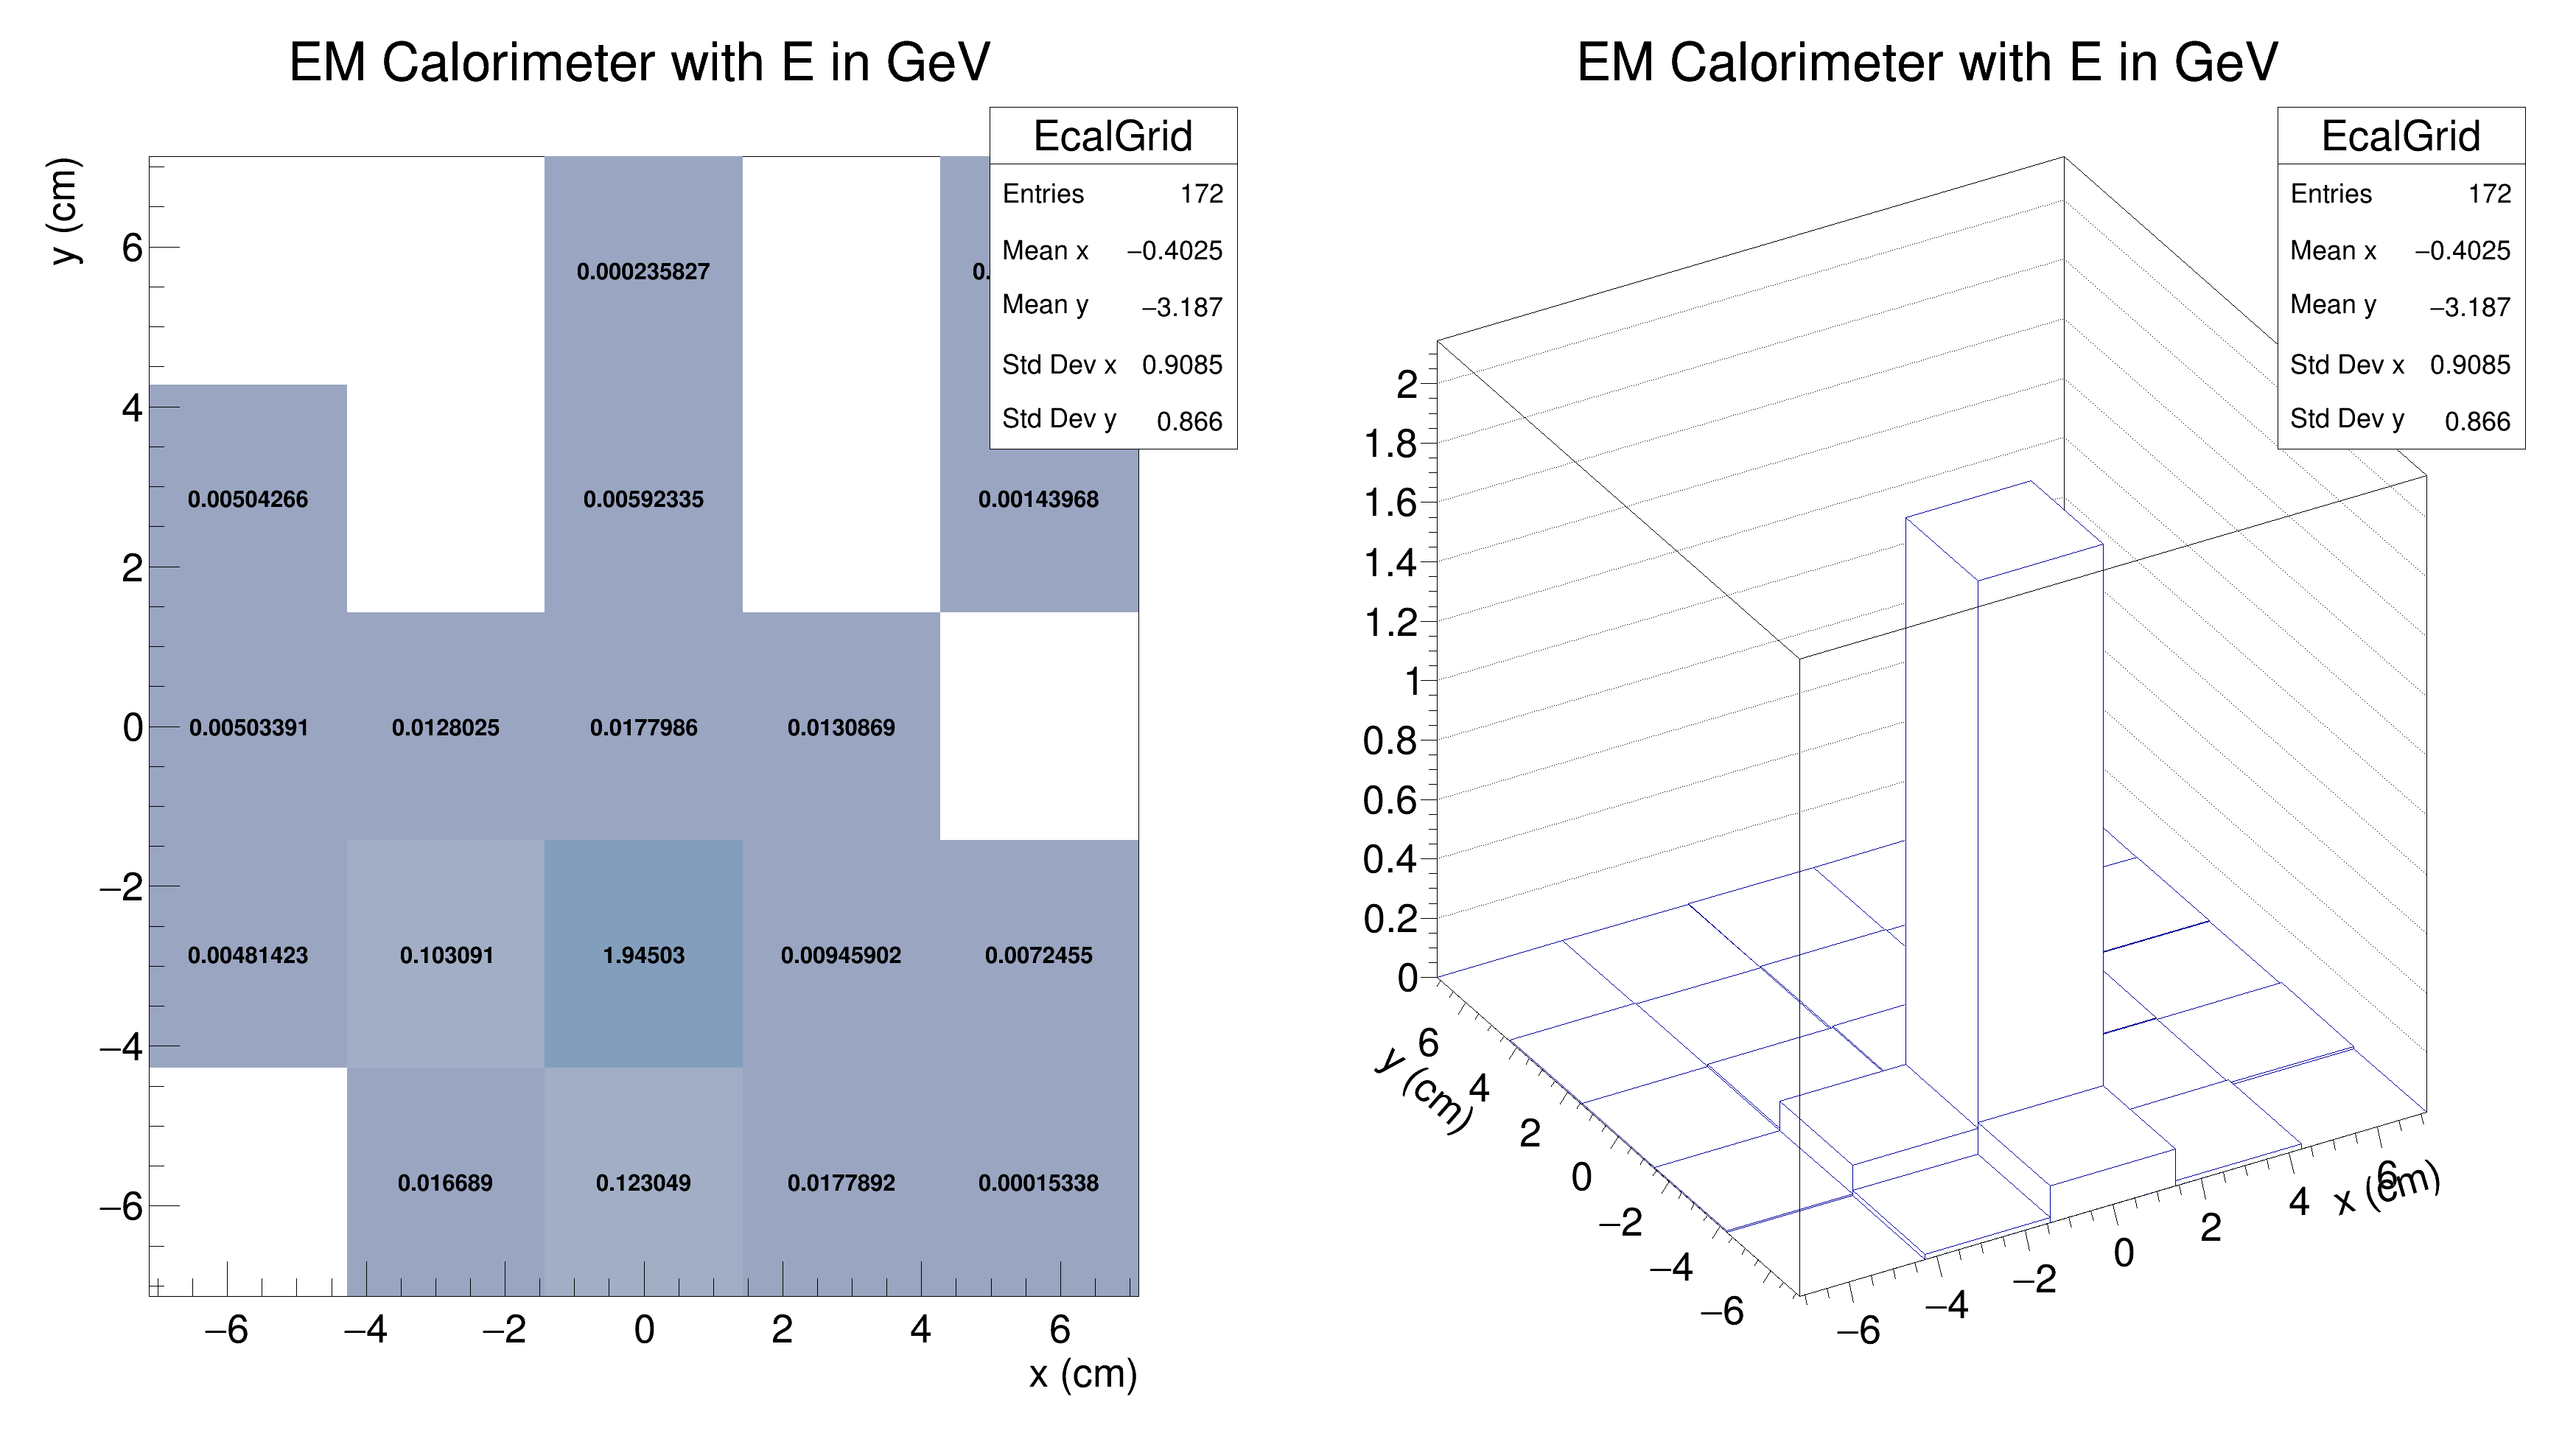 EM Calorimeter with E in GeV
EcalGrid
Entries 172
Mean x −0.4025
Mean y −3.187
Std Dev x 0.9085
Std Dev y 0.866
y (cm)
6
4
2
0
−2
−4
−6
0.000235827
0.
0.00504266 0.00592335 0.00143968
0.00503391 0.0128025 0.0177986 0.0130869
0.00481423 0.103091 1.94503 0.00945902 0.0072455
0.016689 0.123049 0.0177892 0.00015338
−6 −4 −2 0 2 4 6
x (cm)
EM Calorimeter with E in GeV
EcalGrid
Entries 172
Mean x −0.4025
Mean y −3.187
Std Dev x 0.9085
Std Dev y 0.866
2
1.8
1.6
1.4
1.2
1
0.8
0.6
0.4
0.2
0
y (cm)
6
4
2
0
−2
−4
−6
−6
−4
−2
0
2
4
6
x (cm)